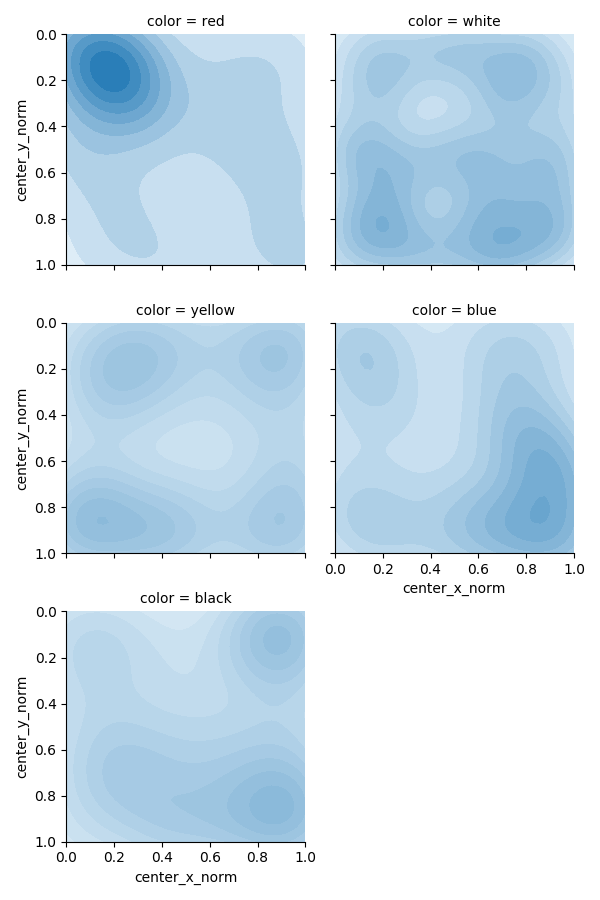 color = red
color = white
0.0
0.2
0.4
0.6
0.8
1.0
center_y_norm
color = yellow
color = blue
0.0
0.2
0.4
0.6
0.8
1.0
center_y_norm
0.0 0.2 0.4 0.6 0.8 1.0
center_x_norm
color = black
0.0
0.2
0.4
0.6
0.8
1.0
center_y_norm
0.0 0.2 0.4 0.6 0.8 1.0
center_x_norm